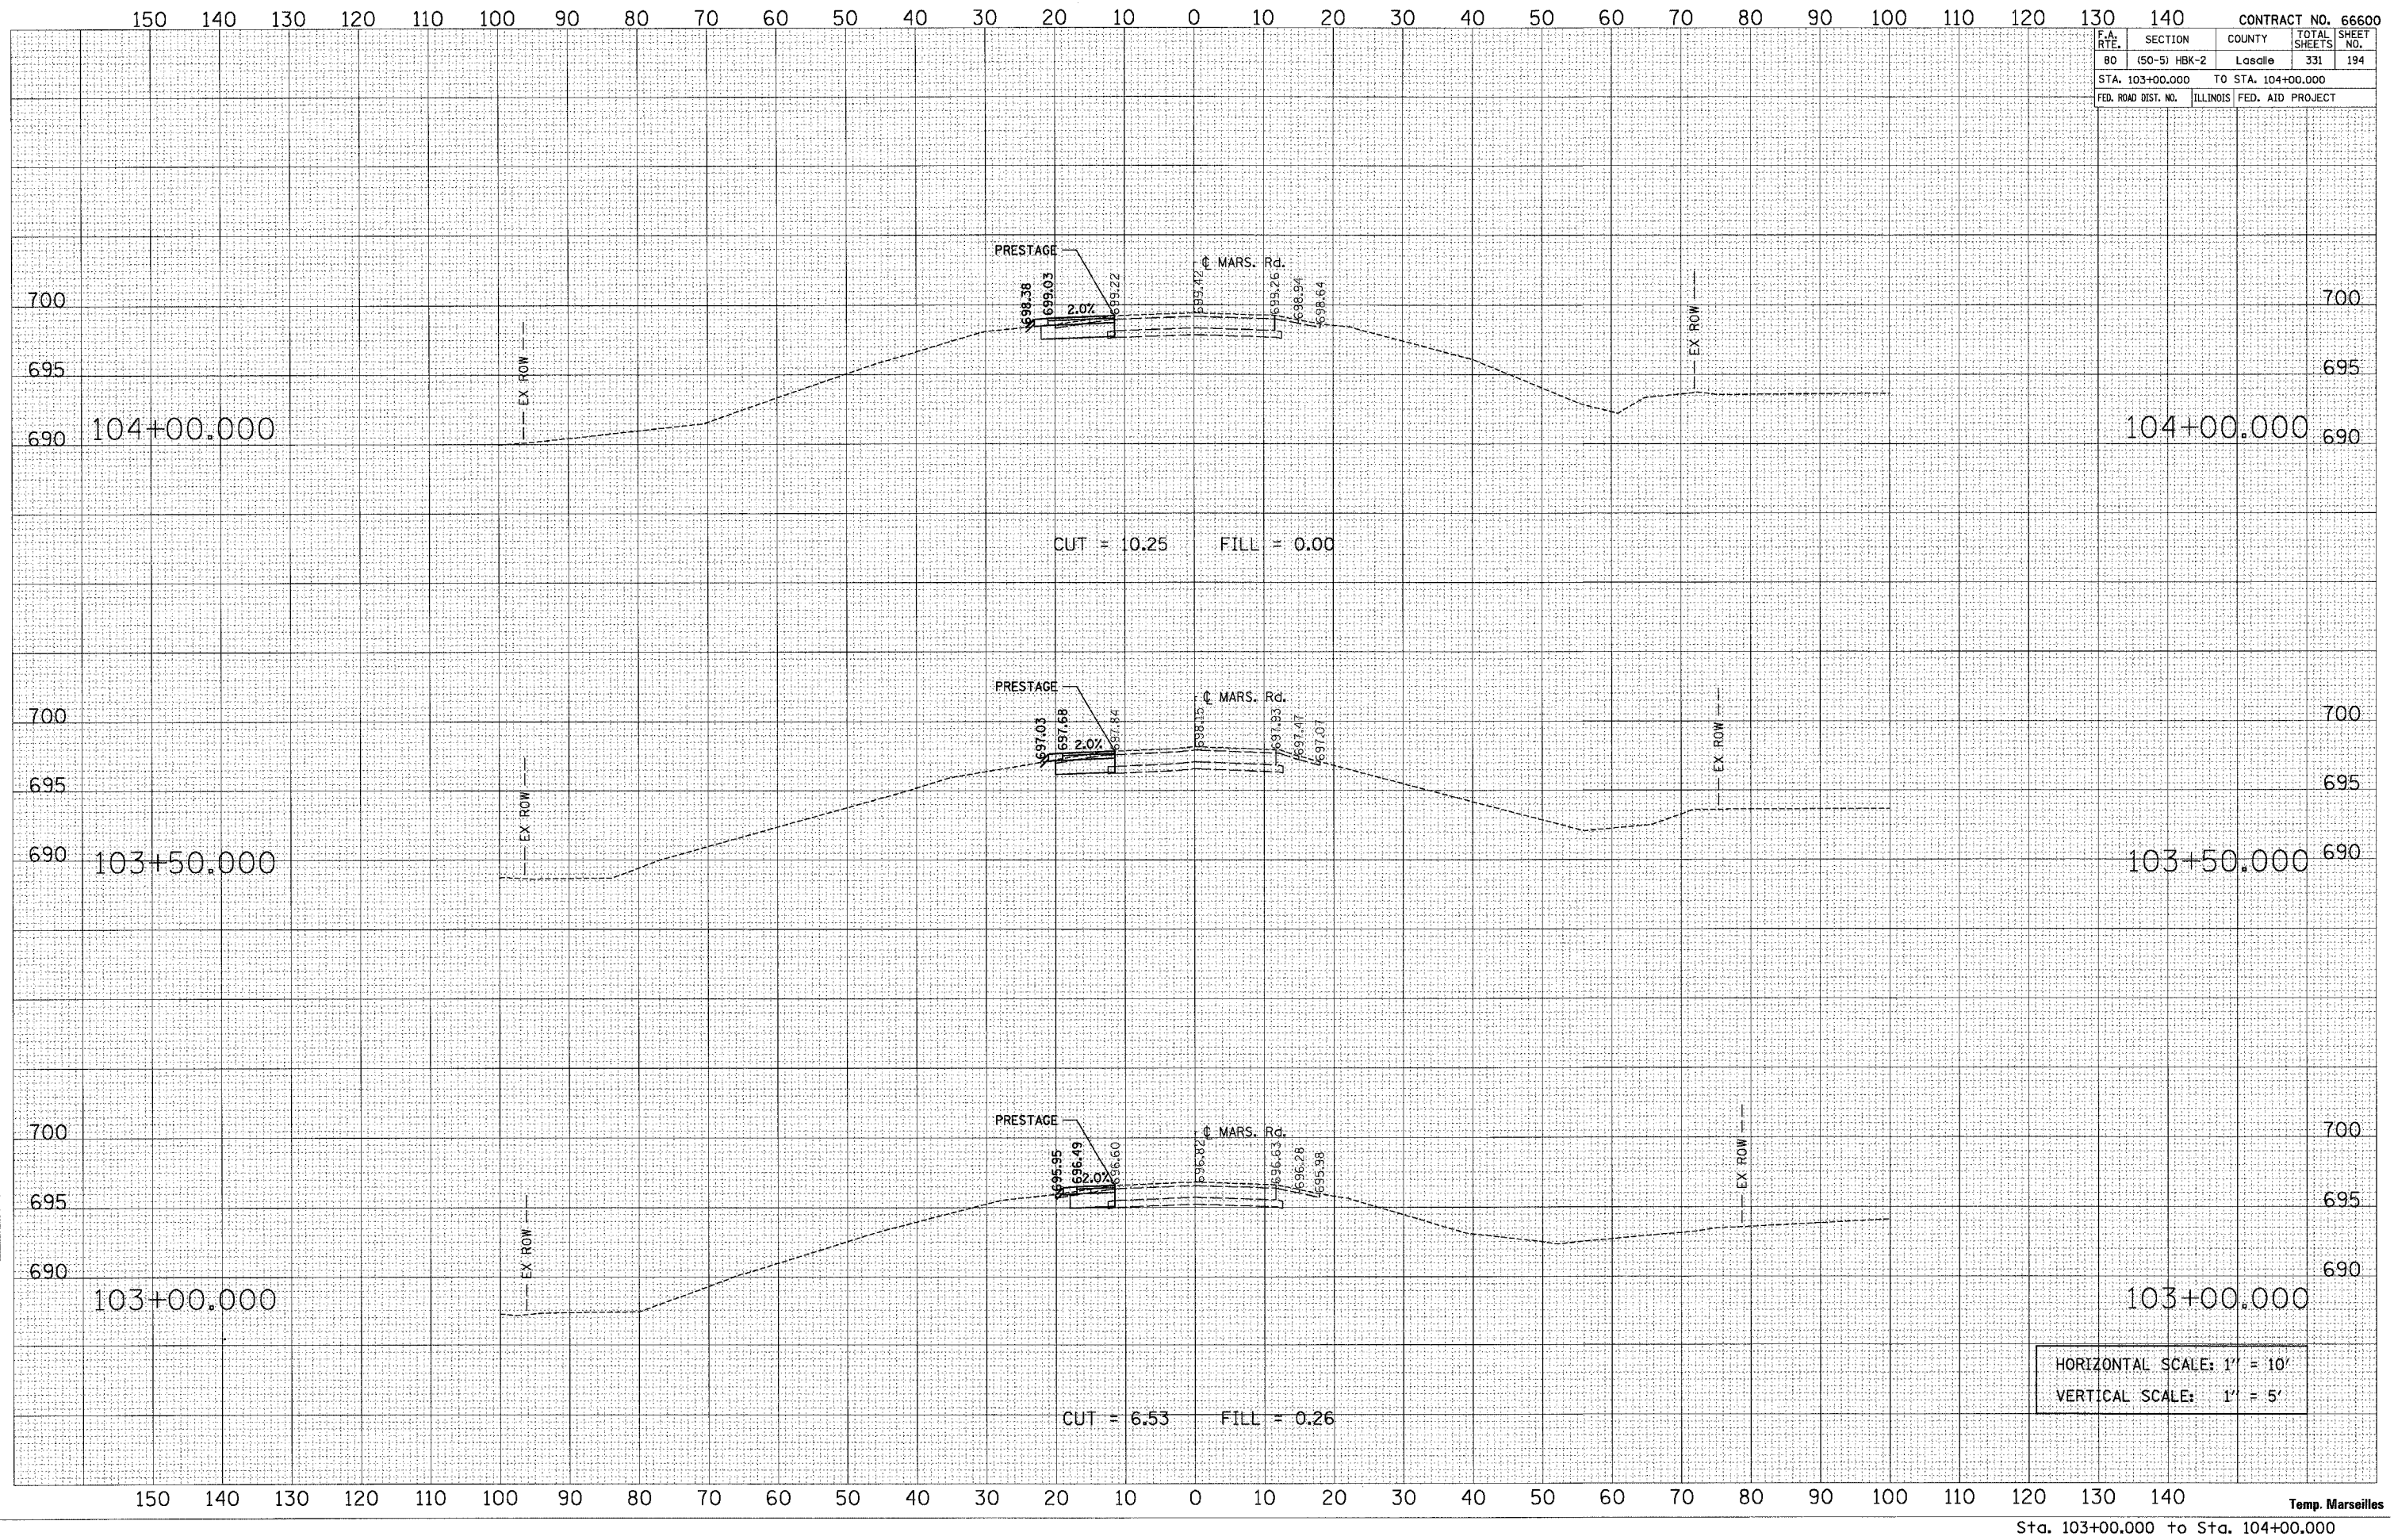 150 140 130 120 110 100 90 80 70 60 50 40 30 20 10 0 10 20 30 40 50 60 70 80 90 100 110 120 130 140
CONTRACT NO. 66600
F.A. RTE. SECTION COUNTY TOTAL SHEETS SHEET NO.
80 (50-5) HBK-2 Lasalle 331 194
STA. 103+00.000 TO STA. 104+00.000
FED. ROAD DIST. NO. ILLINOIS FED. AID PROJECT
PRESTAGE
℄ MARS. Rd.
698.38 699.03 699.22 699.42 699.26 698.94 698.64
2.0%
EX ROW
EX ROW
700 700
695 695
690 690
104+00.000 104+00.000
CUT = 10.25 FILL = 0.00
PRESTAGE
℄ MARS. Rd.
697.03 697.68 697.84 698.15 697.93 697.47 697.07
2.0%
EX ROW
EX ROW
700 700
695 695
690 690
103+50.000 103+50.000
PRESTAGE
℄ MARS. Rd.
695.95 696.49 696.60 696.82 696.63 696.28 695.98
2.0%
EX ROW
EX ROW
700 700
695 695
690 690
103+00.000 103+00.000
HORIZONTAL SCALE: 1" = 10'
VERTICAL SCALE: 1" = 5'
CUT = 6.53 FILL = 0.26
150 140 130 120 110 100 90 80 70 60 50 40 30 20 10 0 10 20 30 40 50 60 70 80 90 100 110 120 130 140
Temp. Marseilles
Sta. 103+00.000 to Sta. 104+00.000